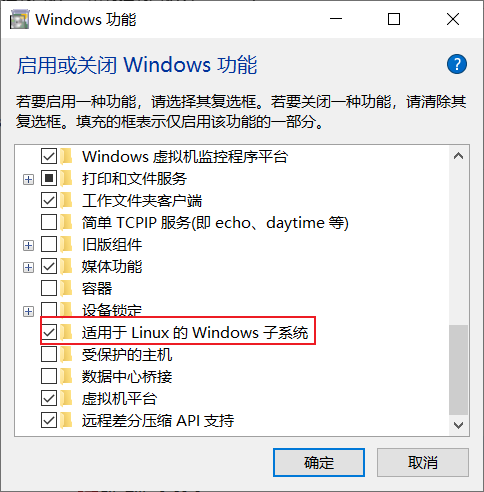 Windows 功能
启用或关闭 Windows 功能
?
若要启用一种功能，请选择其复选框。若要关闭一种功能，请清除其
复选框。填充的框表示仅启用该功能的一部分。
Windows 虚拟机监控程序平台
打印和文件服务
工作文件夹客户端
简单 TCPIP 服务(即 echo、daytime 等)
旧版组件
媒体功能
容器
设备锁定
适用于 Linux 的 Windows 子系统
受保护的主机
数据中心桥接
虚拟机平台
远程差分压缩 API 支持
确定 取消